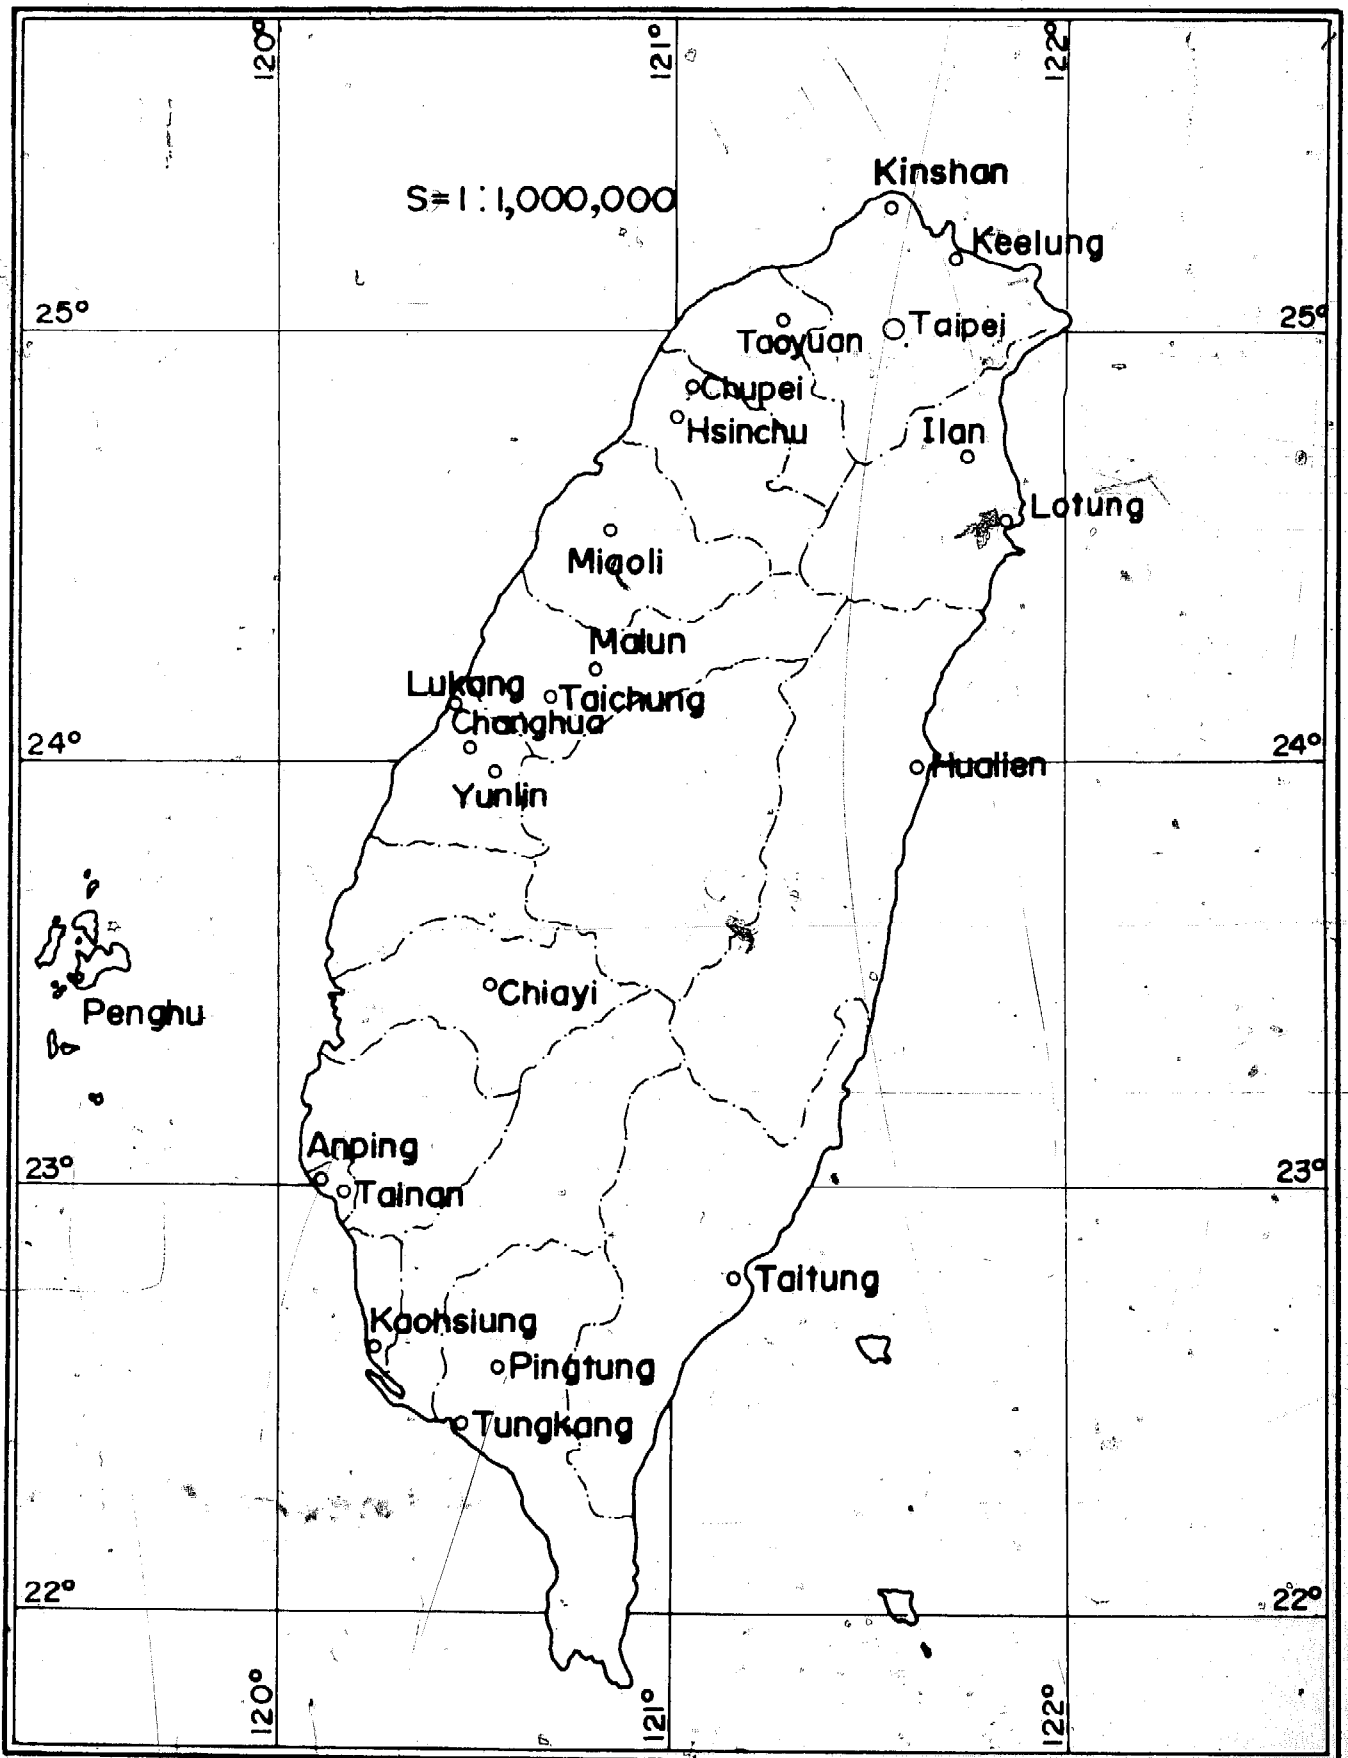 120°
121°
122°
Kinshan
S=1:1,000,000
Keelung
25°
25°
Taipei
Taoyuan
Chupei
Hsinchu
Ilan
Lotung
Miaoli
Malun
Lukang
Taichung
Changhua
24°
24°
Hualien
Yunlin
Chiayi
Penghu
Anping
23°
23°
Tainan
Taitung
Kaohsiung
Pingtung
Tungkang
22°
22°
120°
121°
122°